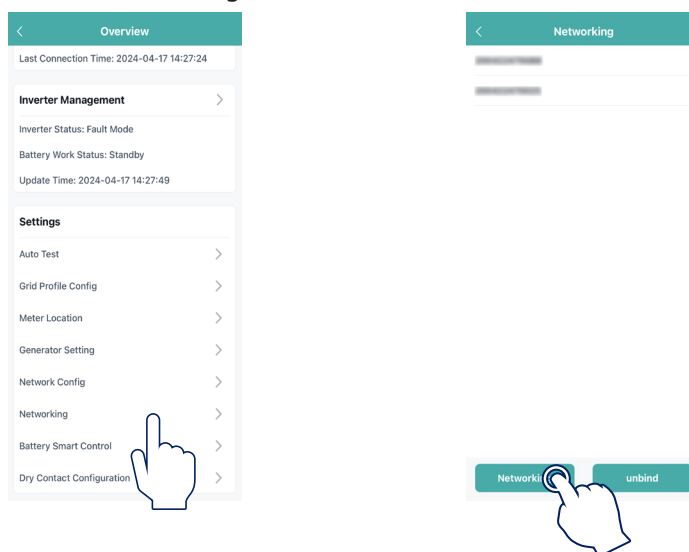 Overview
Last Connection Time: 2024-04-17 14:27:24
Inverter Management
Inverter Status: Fault Mode
Battery Work Status: Standby
Update Time: 2024-04-17 14:27:49
Settings
Auto Test
Grid Profile Config
Meter Location
Generator Setting
Network Config
Networking
Battery Smart Control
Dry Contact Configuration
Networking
unbind